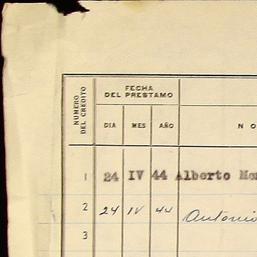 NUMERO DEL CREDITO
FECHA
DEL PRESTAMO
DIA MES AÑO
1 24 IV 44 Alberto
2 24 IV 44 Antonio
3